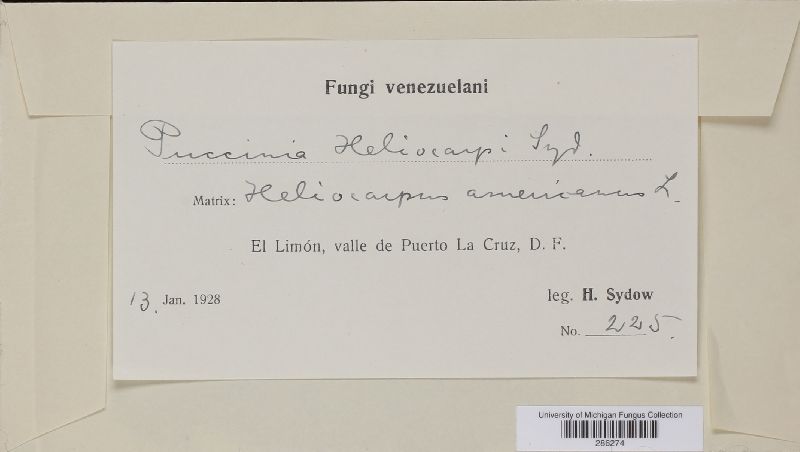 Fungi venezuelani
Puccinia Heliocarpi Syd.
Matrix: Heliocarpus americanus L.
El Limón, valle de Puerto La Cruz, D. F.
13. Jan. 1928
leg. H. Sydow
No. 225.
University of Michigan Fungus Collection
286274